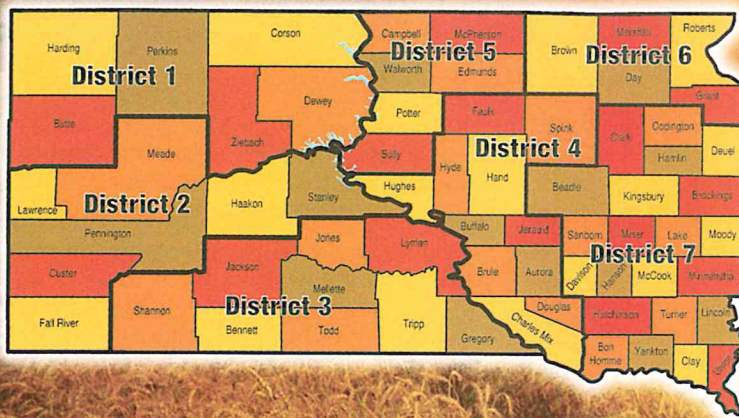 Harding
Perkins
Corson
Campbell
McPherson
Brown
Marshall
Roberts
District 1
District 5
District 6
Walworth
Edmunds
Day
Butte
Ziebach
Dewey
Potter
Faulk
Spink
Clark
Codington
Grant
Meade
Sully
Hyde
Hand
District 4
Hamlin
Deuel
Lawrence
District 2
Haakon
Stanley
Hughes
Beadle
Kingsbury
Brookings
Pennington
Jones
Lyman
Buffalo
Jerauld
Sanborn
Miner
Lake
Moody
District 7
Custer
Jackson
Mellette
Brule
Aurora
Davison
Hanson
McCook
Minnehaha
Fall River
Shannon
District 3
Bennett
Todd
Tripp
Gregory
Charles Mix
Douglas
Hutchinson
Turner
Lincoln
Bon
Homme
Yankton
Clay
Union